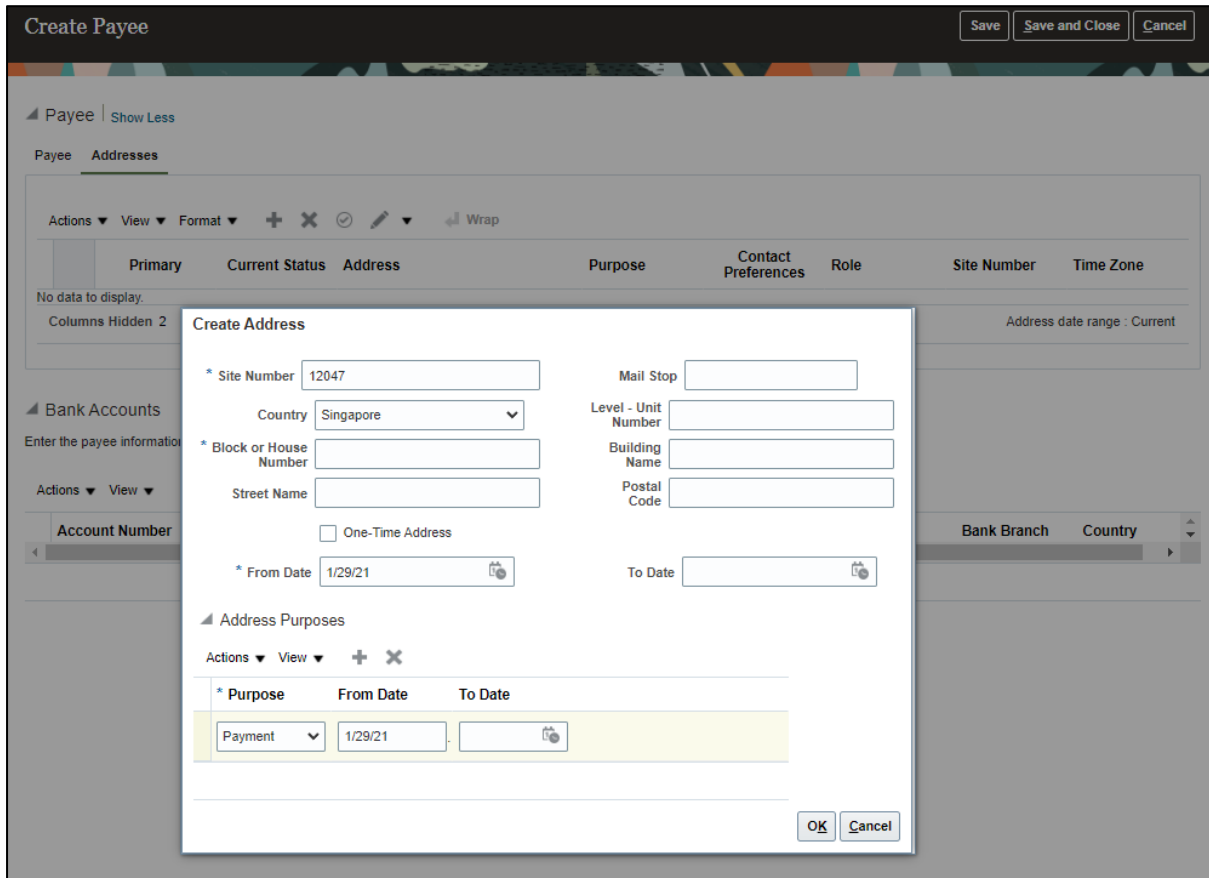 Create Payee Save Save and Close Cancel
Payee Show Less
Payee Addresses
Actions View Format Wrap
Primary Current Status Address Purpose Contact Preferences Role Site Number Time Zone
No data to display.
Columns Hidden 2 Address date range : Current
Create Address
* Site Number 12047 Mail Stop
Country Singapore Level - Unit Number
* Block or House Number Building Name
Street Name Postal Code
One-Time Address
* From Date 1/29/21 To Date
Address Purposes
Actions View
* Purpose From Date To Date
Payment 1/29/21 .
OK Cancel
Bank Accounts
Enter the payee information
Actions View
Account Number Bank Branch Country